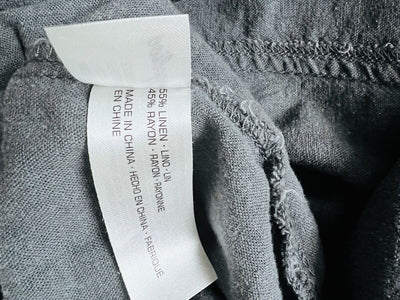 55% LINEN · LINO · LIN
45% RAYON · RAYON · RAYONNE
MADE IN CHINA · HECHO EN CHINA · FABRIQUÉ
EN CHINE